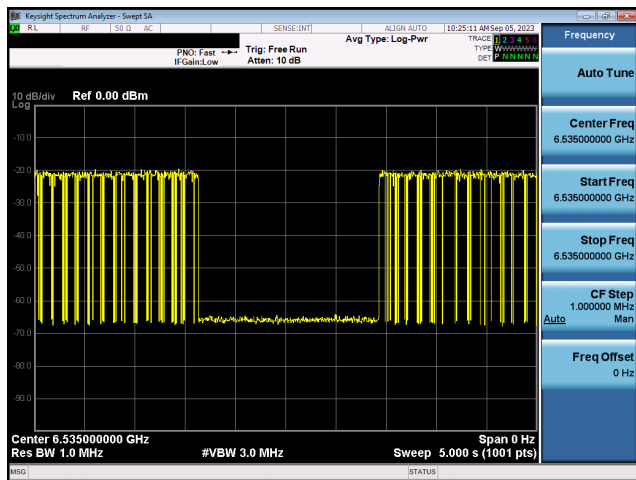 Keysight Spectrum Analyzer - Swept SA
RL RF 50 Ω AC SENSE:INT ALIGN AUTO 10:25:11 AM Sep 05, 2023
Avg Type: Log-Pwr TRACE 1 2 3 4 5 6
PNO: Fast Trig: Free Run TYPE W
IFGain:Low Atten: 10 dB DET P N N N N N
10 dB/div Ref 0.00 dBm
Log
-10.0
-20.0
-30.0
-40.0
-50.0
-60.0
-70.0
-80.0
-90.0
Center 6.535000000 GHz Span 0 Hz
Res BW 1.0 MHz #VBW 3.0 MHz Sweep 5.000 s (1001 pts)
MSG STATUS
Frequency
Auto Tune
Center Freq
6.535000000 GHz
Start Freq
6.535000000 GHz
Stop Freq
6.535000000 GHz
CF Step
1.000000 MHz
Auto Man
Freq Offset
0 Hz